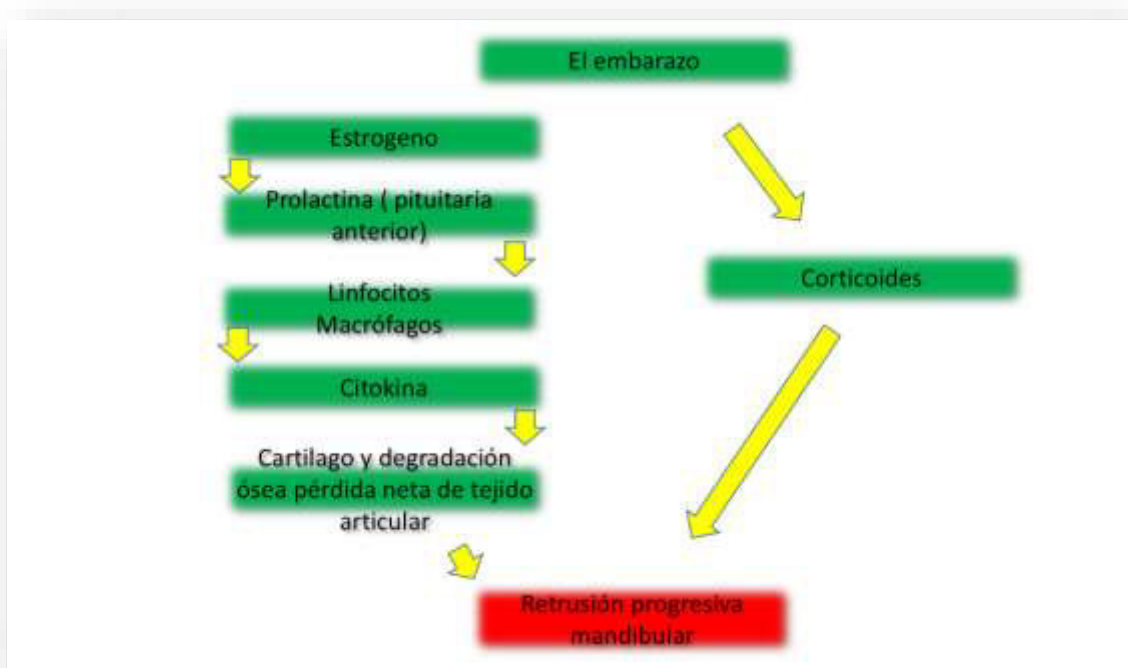 El embarazo
Estrogeno
Prolactina ( pituitaria
anterior)
Linfocitos
Macrófagos
Citokina
Cartilago y degradación
ósea pérdida neta de tejido
articular
Corticoides
Retrusión progresiva
mandibular